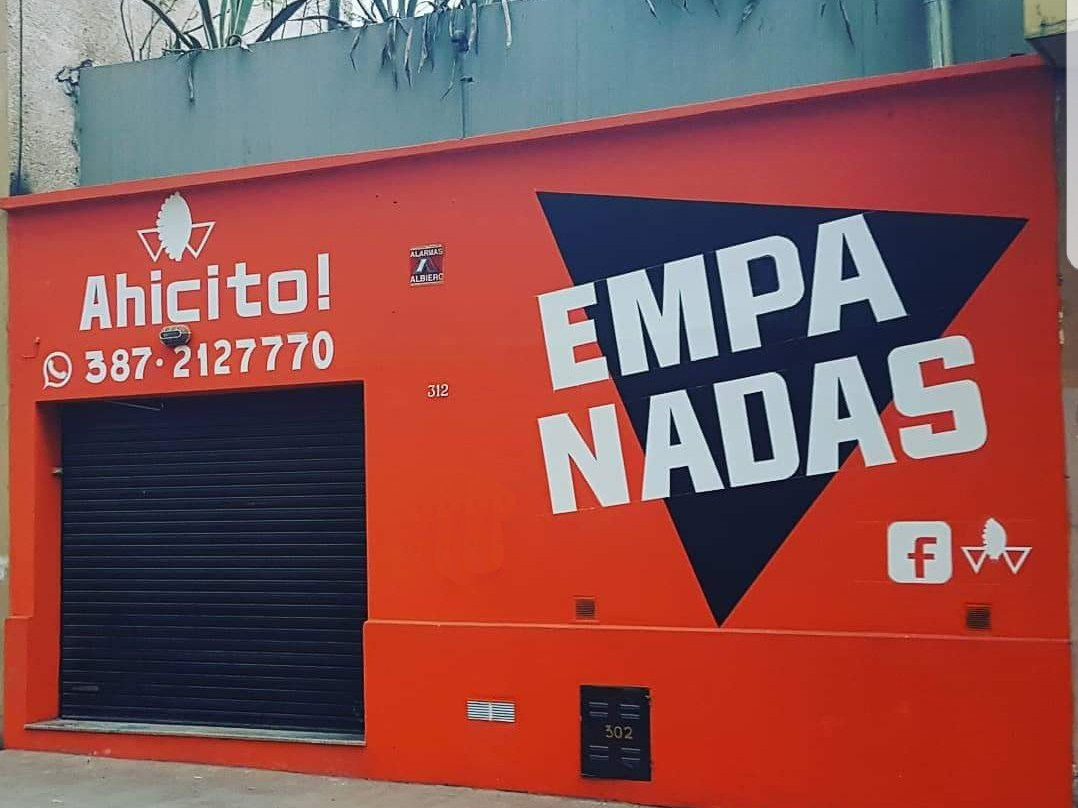 Ahicito!
387·2127770
ALARMAS
ALBIERO
312
EMPA
NADAS
f
302